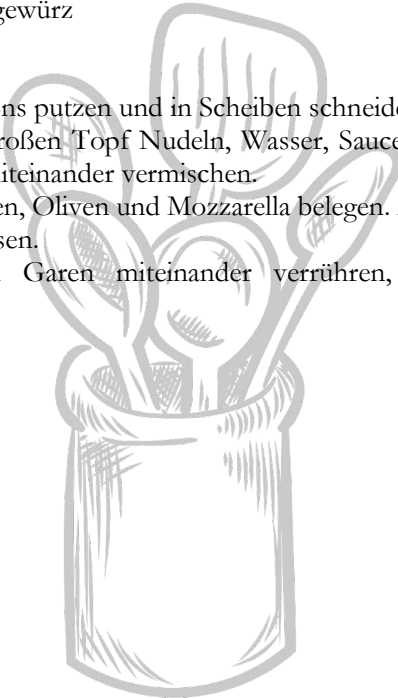 gewürz
ons putzen und in Scheiben schneide
roßen Topf Nudeln, Wasser, Sauce
iteinander vermischen.
en, Oliven und Mozzarella belegen.
sen.
Garen miteinander verrühren,